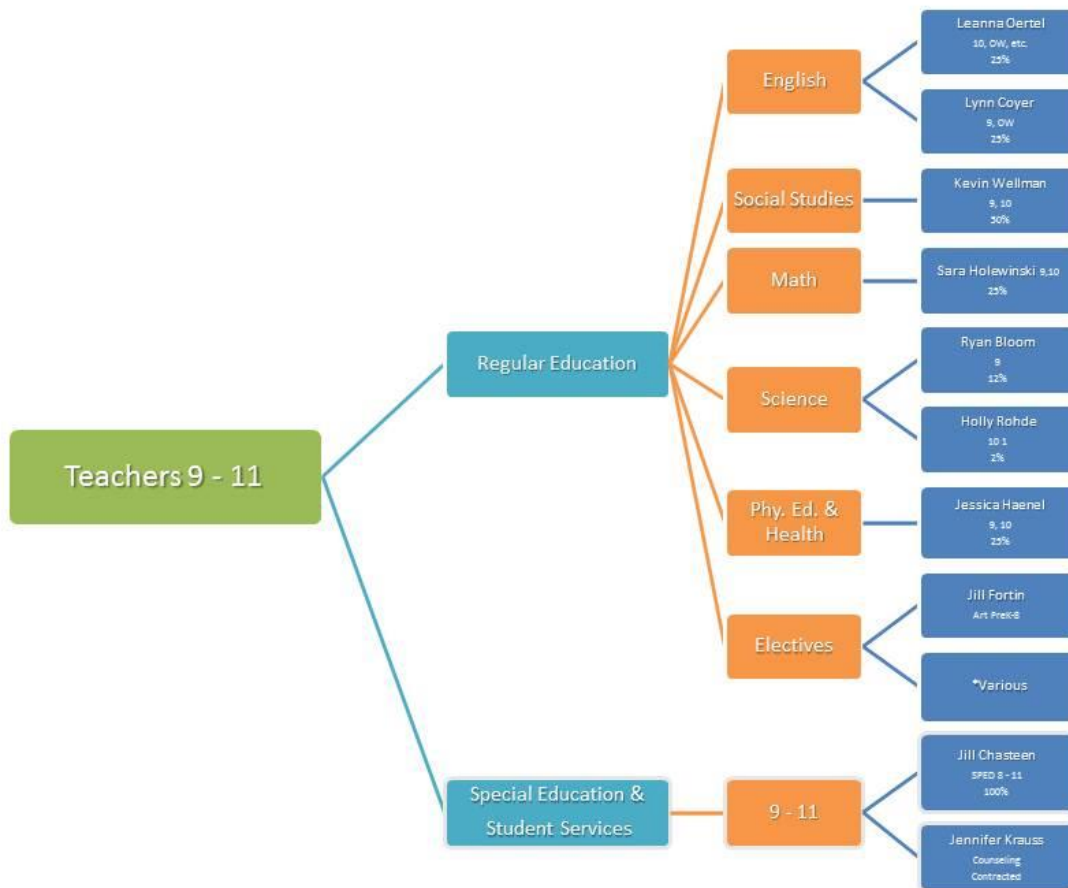 Teachers 9 - 11
Regular Education
English
Leanna Oertel
10, OW, etc.
25%
Lynn Coyer
9, OW
25%
Social Studies
Kevin Wellman
9, 10
50%
Math
Sara Holewinski 9,10
25%
Science
Ryan Bloom
9
12%
Holly Rohde
10 1
2%
Phy. Ed. &
Health
Jessica Haenel
9, 10
25%
Electives
Jill Fortin
Art PreK-8
*Various
Special Education &
Student Services
9 - 11
Jill Chasteen
SPED 8 - 11
100%
Jennifer Krauss
Counseling
Contracted